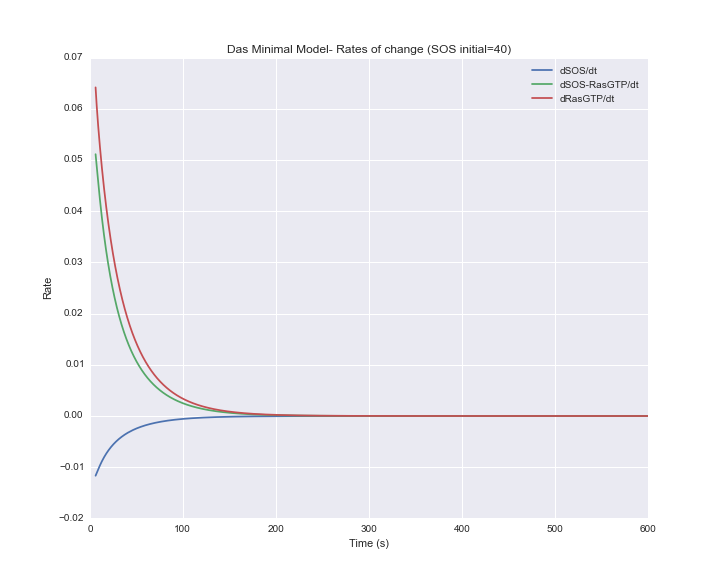 Das Minimal Model- Rates of change (SOS initial=40)
dSOS/dt
dSOS-RasGTP/dt
dRasGTP/dt
0.07
0.06
0.05
0.04
0.03
0.02
0.01
0.00
−0.01
−0.02
Rate
0 100 200 300 400 500 600
Time (s)